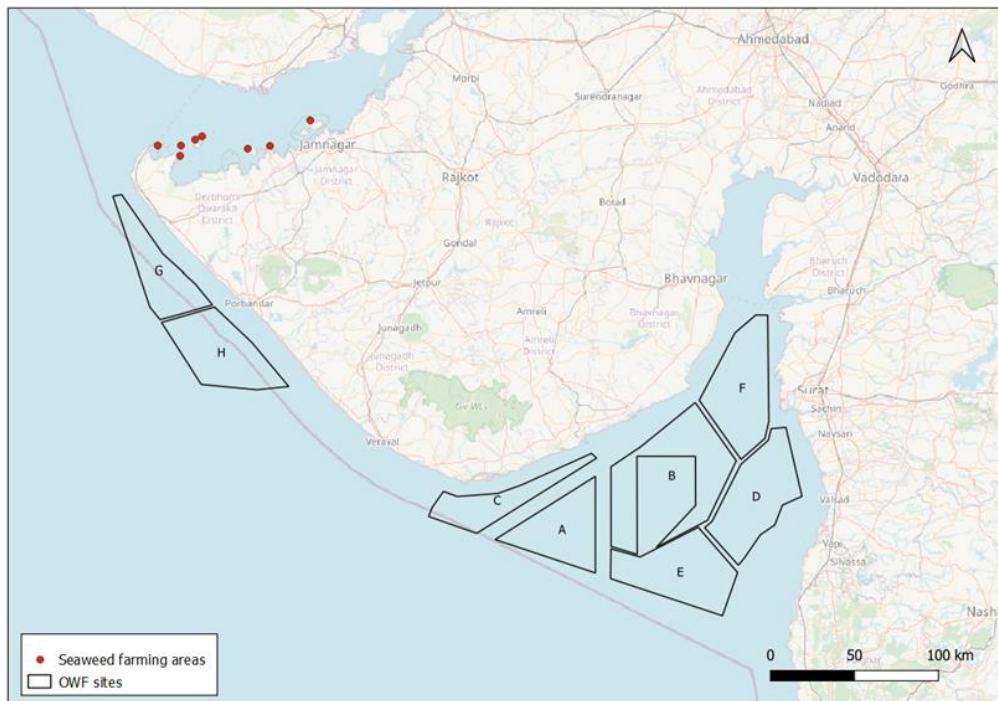 Ahmedabad
Morbi
Godhra
Surendranagar
Ahmedabad
District
Nadiad
Anand
Jamnagar
Jamnagar
District
Rajkot
Vadodara
Devbhumi
Dwarka
District
Rajkot
Botad
G
Gondal
Bhavnagar
Bharuch
District
Porbandar
Jetpur
Bharuch
Amreli
Bhavnagar
District
H
Junagadh
Amreli
District
Junagadh
District
F
Surat
Gir WLS
Sachin
Navsari
Veraval
B
C
D
Valsad
A
Vapi
E
Silvassa
Nashi
Seaweed farming areas
OWF sites
0 50 100 km